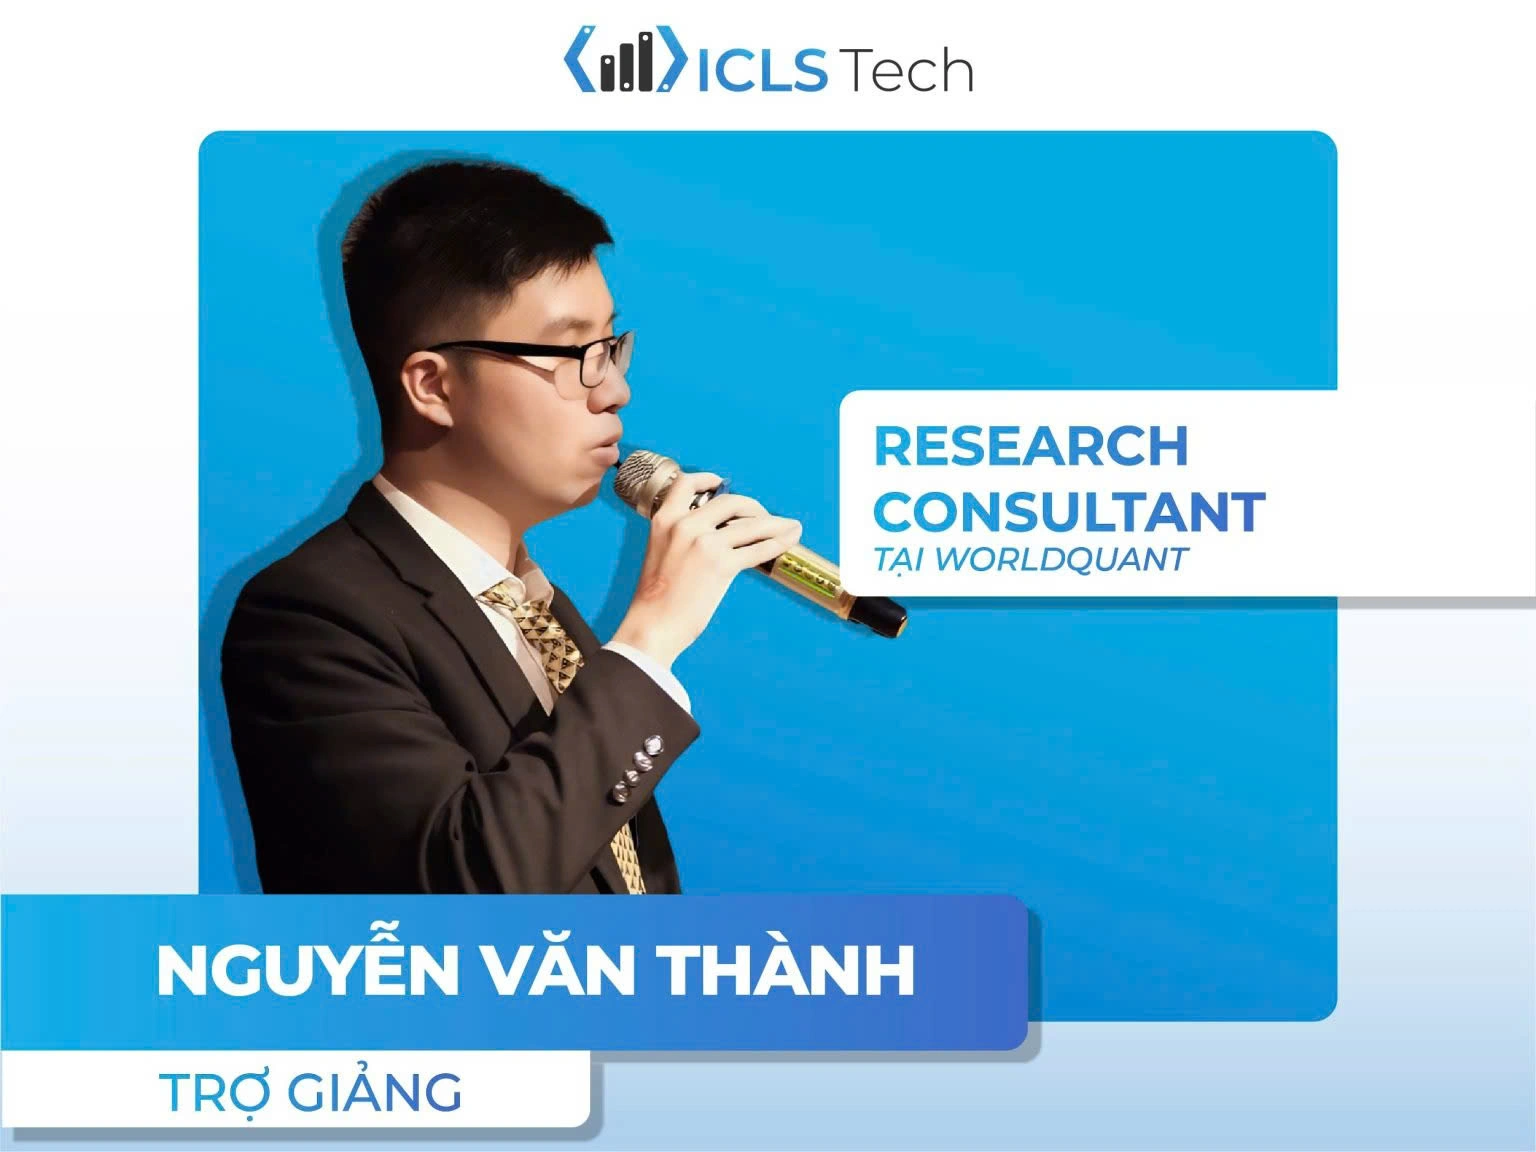 ICLS Tech
RESEARCH
CONSULTANT
TẠI WORLDQUANT
NGUYỄN VĂN THÀNH
TRỢ GIẢNG